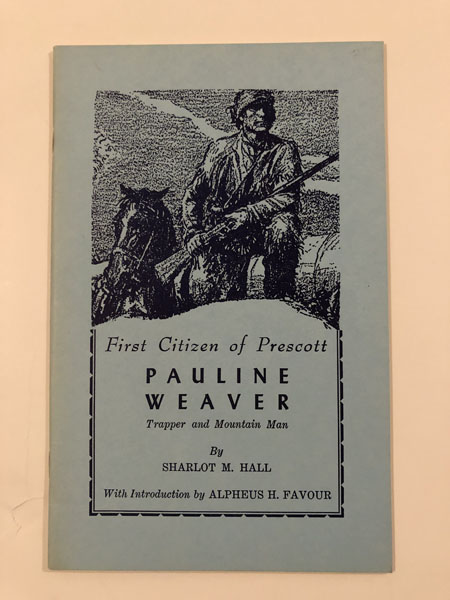 First Citizen of Prescott
PAULINE
WEAVER
Trapper and Mountain Man
By
SHARLOT M. HALL
With Introduction by ALPHEUS H. FAVOUR